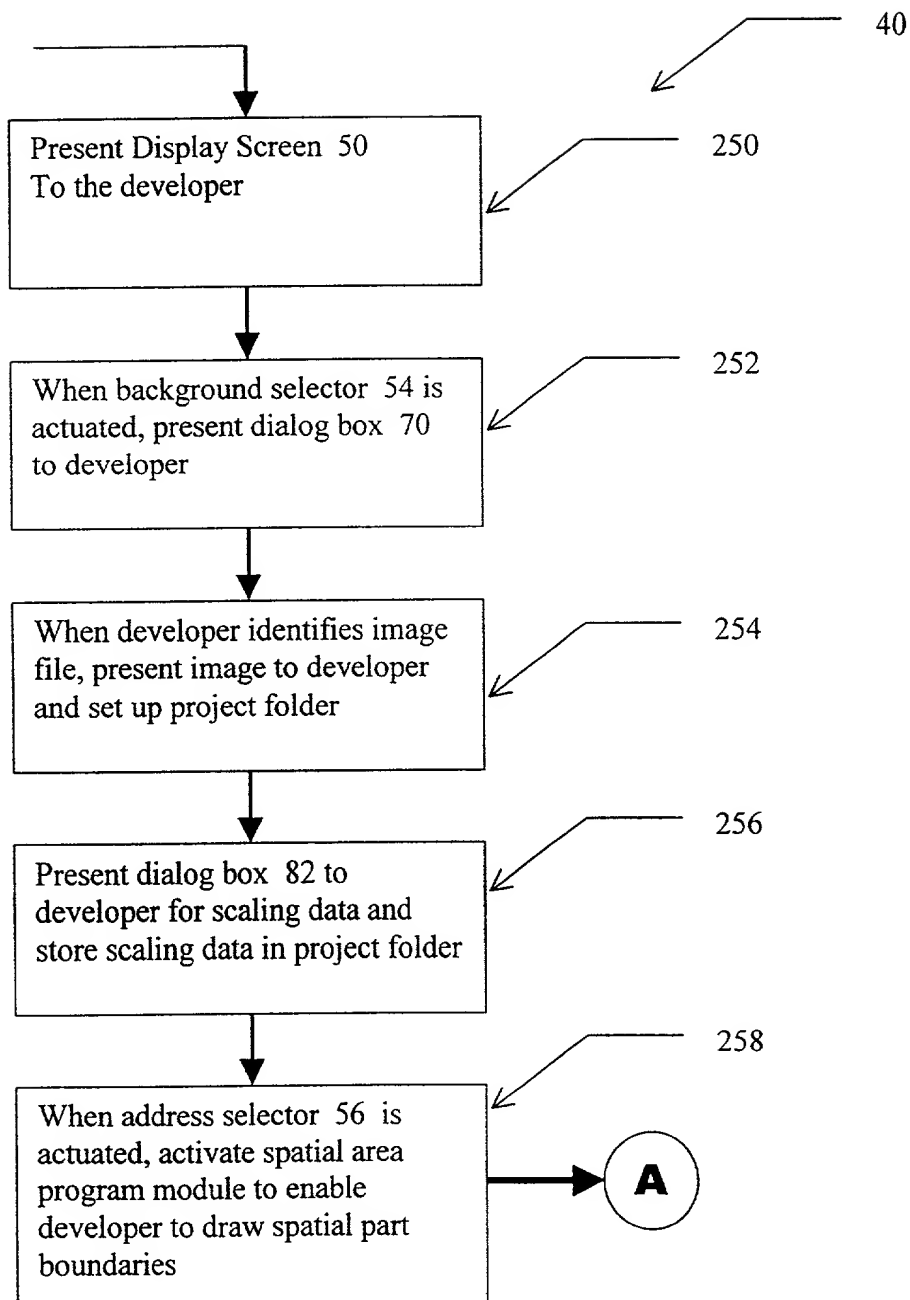 40
Present Display Screen 50
To the developer
250
When background selector 54 is
actuated, present dialog box 70
to developer
252
When developer identifies image
file, present image to developer
and set up project folder
254
Present dialog box 82 to
developer for scaling data and
store scaling data in project folder
256
When address selector 56 is
actuated, activate spatial area
program module to enable
developer to draw spatial part
boundaries
258
A